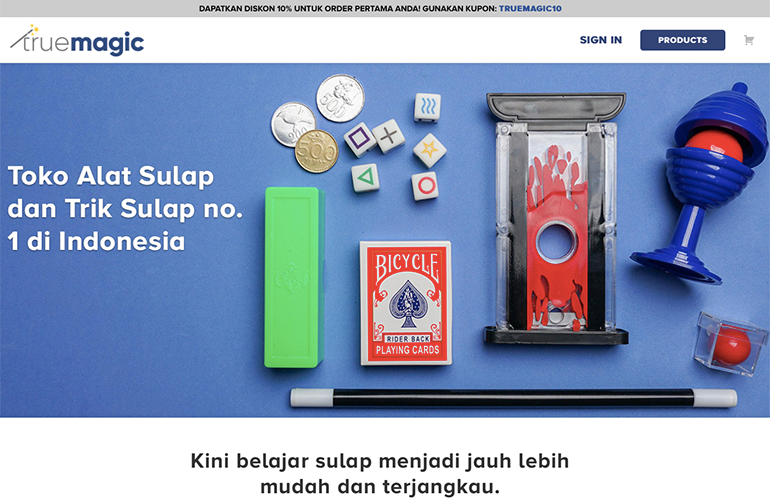 DAPATKAN DISKON 10% UNTUK ORDER PERTAMA ANDA! GUNAKAN KUPON: TRUEMAGIC10
truemagic
SIGN IN
PRODUCTS
Toko Alat Sulap
dan Trik Sulap no.
1 di Indonesia
500
200
500
BICYCLE
RIDER BACK
PLAYING CARDS
Kini belajar sulap menjadi jauh lebih
mudah dan terjangkau.